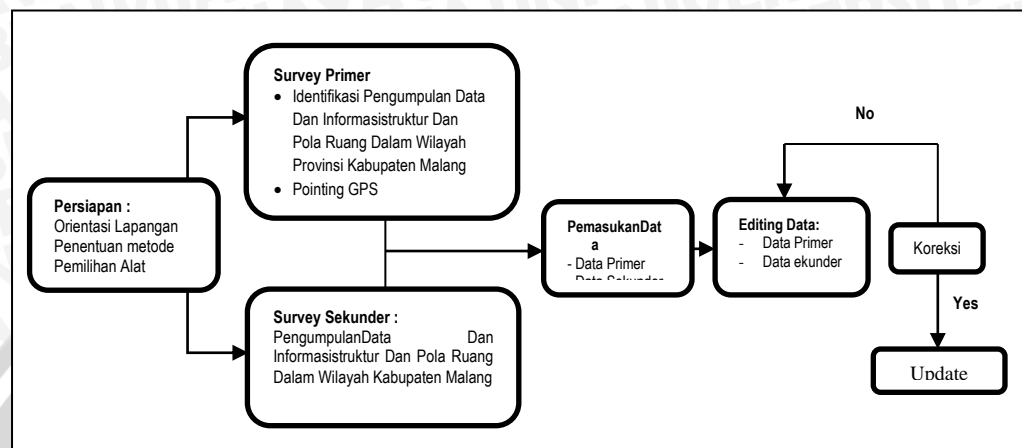 Survey Primer
• Identifikasi Pengumpulan Data
Dan Informasistruktur Dan
Pola Ruang Dalam Wilayah
Provinsi Kabupaten Malang
• Pointing GPS
Persiapan :
Orientasi Lapangan
Penentuan metode
Pemilihan Alat
Survey Sekunder :
PengumpulanData Dan
Informasistruktur Dan Pola Ruang
Dalam Wilayah Kabupaten Malang
PemasukanDat
a
- Data Primer
- Data Sekunder
Editing Data:
- Data Primer
- Data ekunder
No
Koreksi
Yes
Update